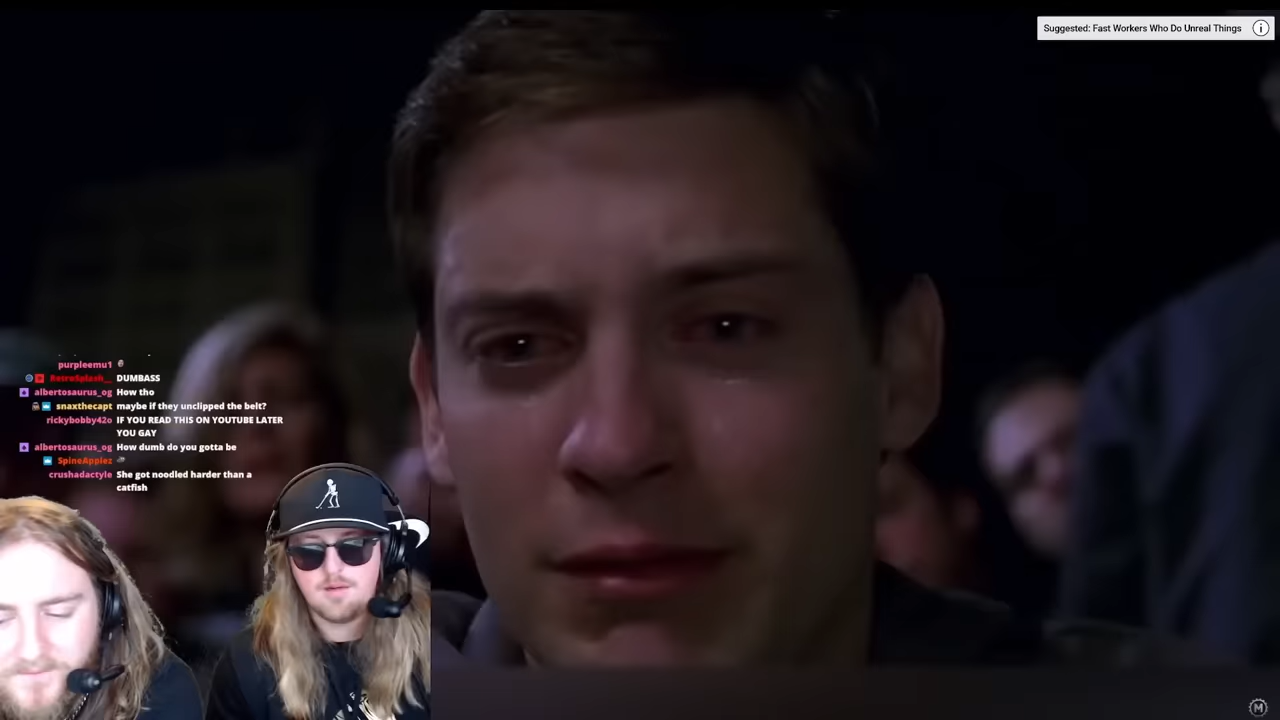 Suggested: Fast Workers Who Do Unreal Things
purpleemu1
RetroSplash__ DUMBASS
albertosaurus_og How tho
snaxthecapt maybe if they unclipped the belt?
rickybobby42o IF YOU READ THIS ON YOUTUBE LATER
YOU GAY
albertosaurus_og How dumb do you gotta be
SpineApplez
crushadactyle She got noodled harder than a
catfish
M